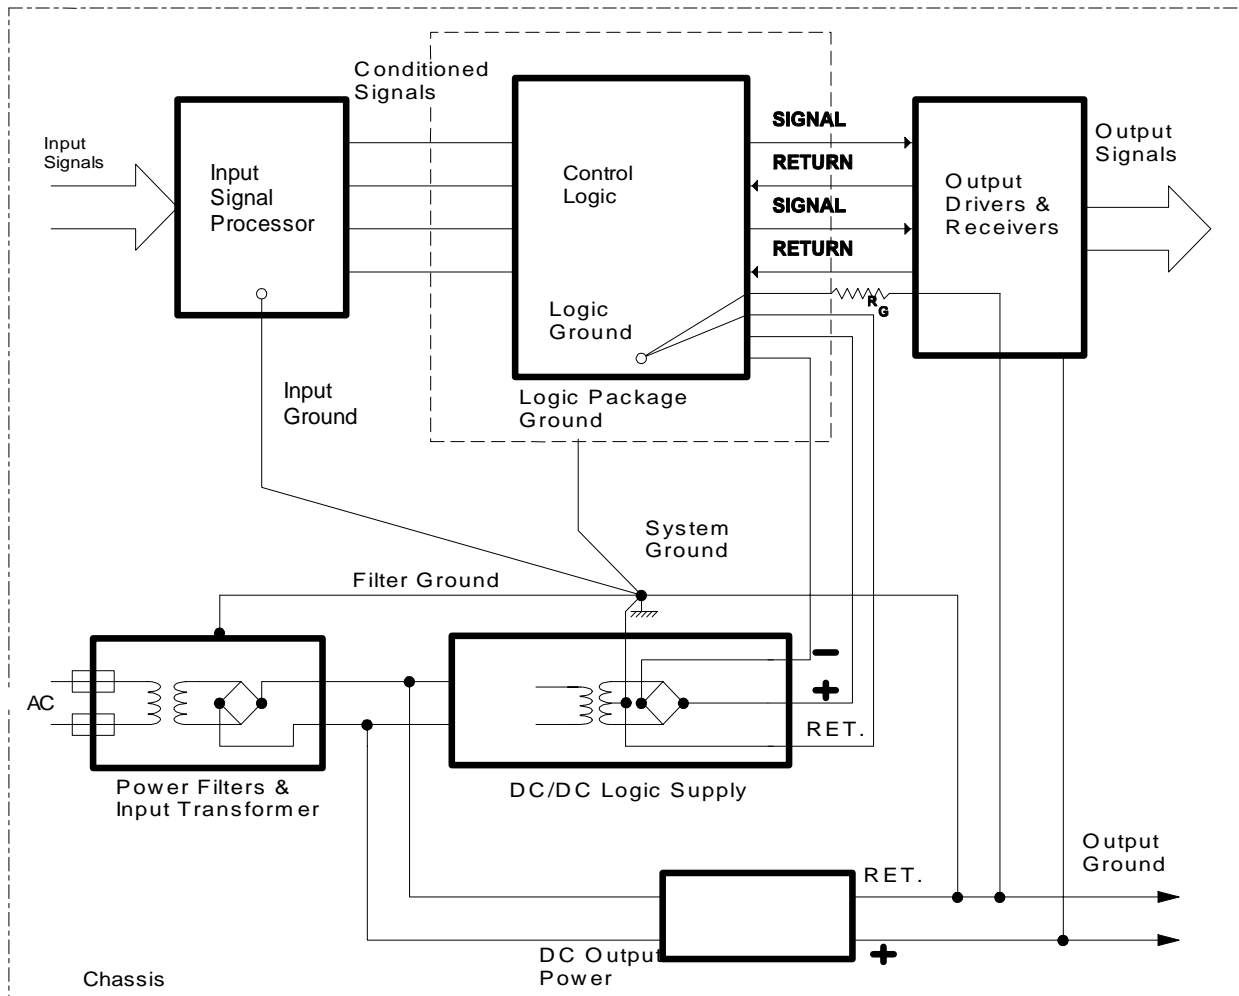 Conditioned
Signals
Input
Signals
Input
Signal
Processor
Control
Logic
SIGNAL
RETURN
SIGNAL
RETURN
Output
Drivers &
Receivers
Output
Signals
Logic
Ground
R
G
Input
Ground
Logic Package
Ground
System
Ground
Filter Ground
AC
−
+
RET.
Power Filters &
Input Transformer
DC/DC Logic Supply
Output
Ground
RET.
+
DC Output
Power
Chassis